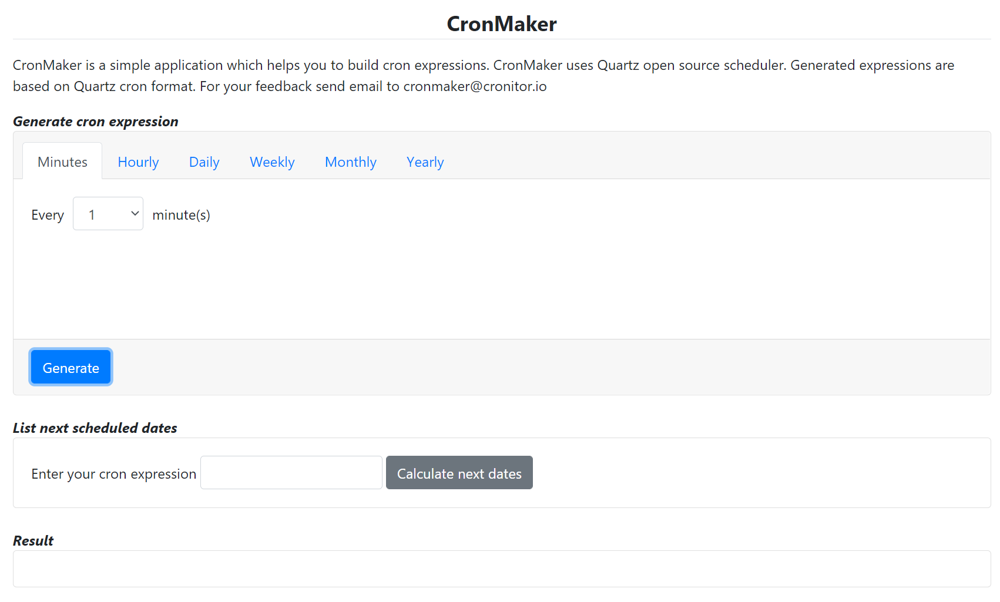 CronMaker
CronMaker is a simple application which helps you to build cron expressions. CronMaker uses Quartz open source scheduler. Generated expressions are
based on Quartz cron format. For your feedback send email to cronmaker@cronitor.io
Generate cron expression
Minutes Hourly Daily Weekly Monthly Yearly
Every 1 minute(s)
Generate
List next scheduled dates
Enter your cron expression Calculate next dates
Result